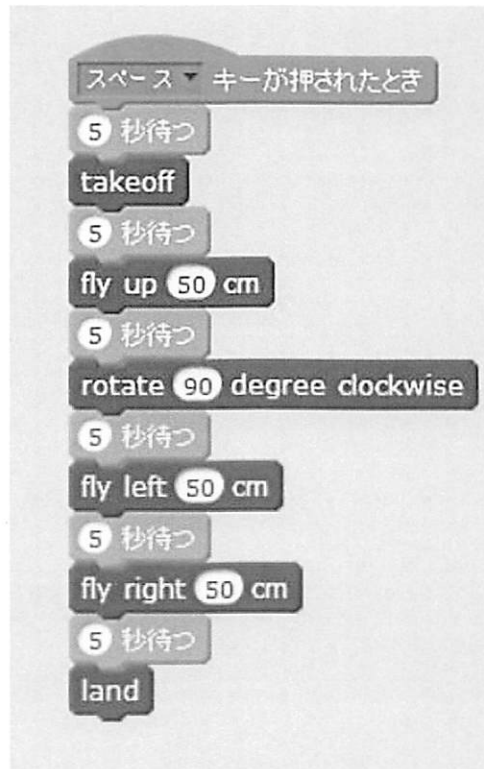 スペース キーが押されたとき
5 秒待つ
takeoff
5 秒待つ
fly up 50 cm
5 秒待つ
rotate 90 degree clockwise
5 秒待つ
fly left 50 cm
5 秒待つ
fly right 50 cm
5 秒待つ
land